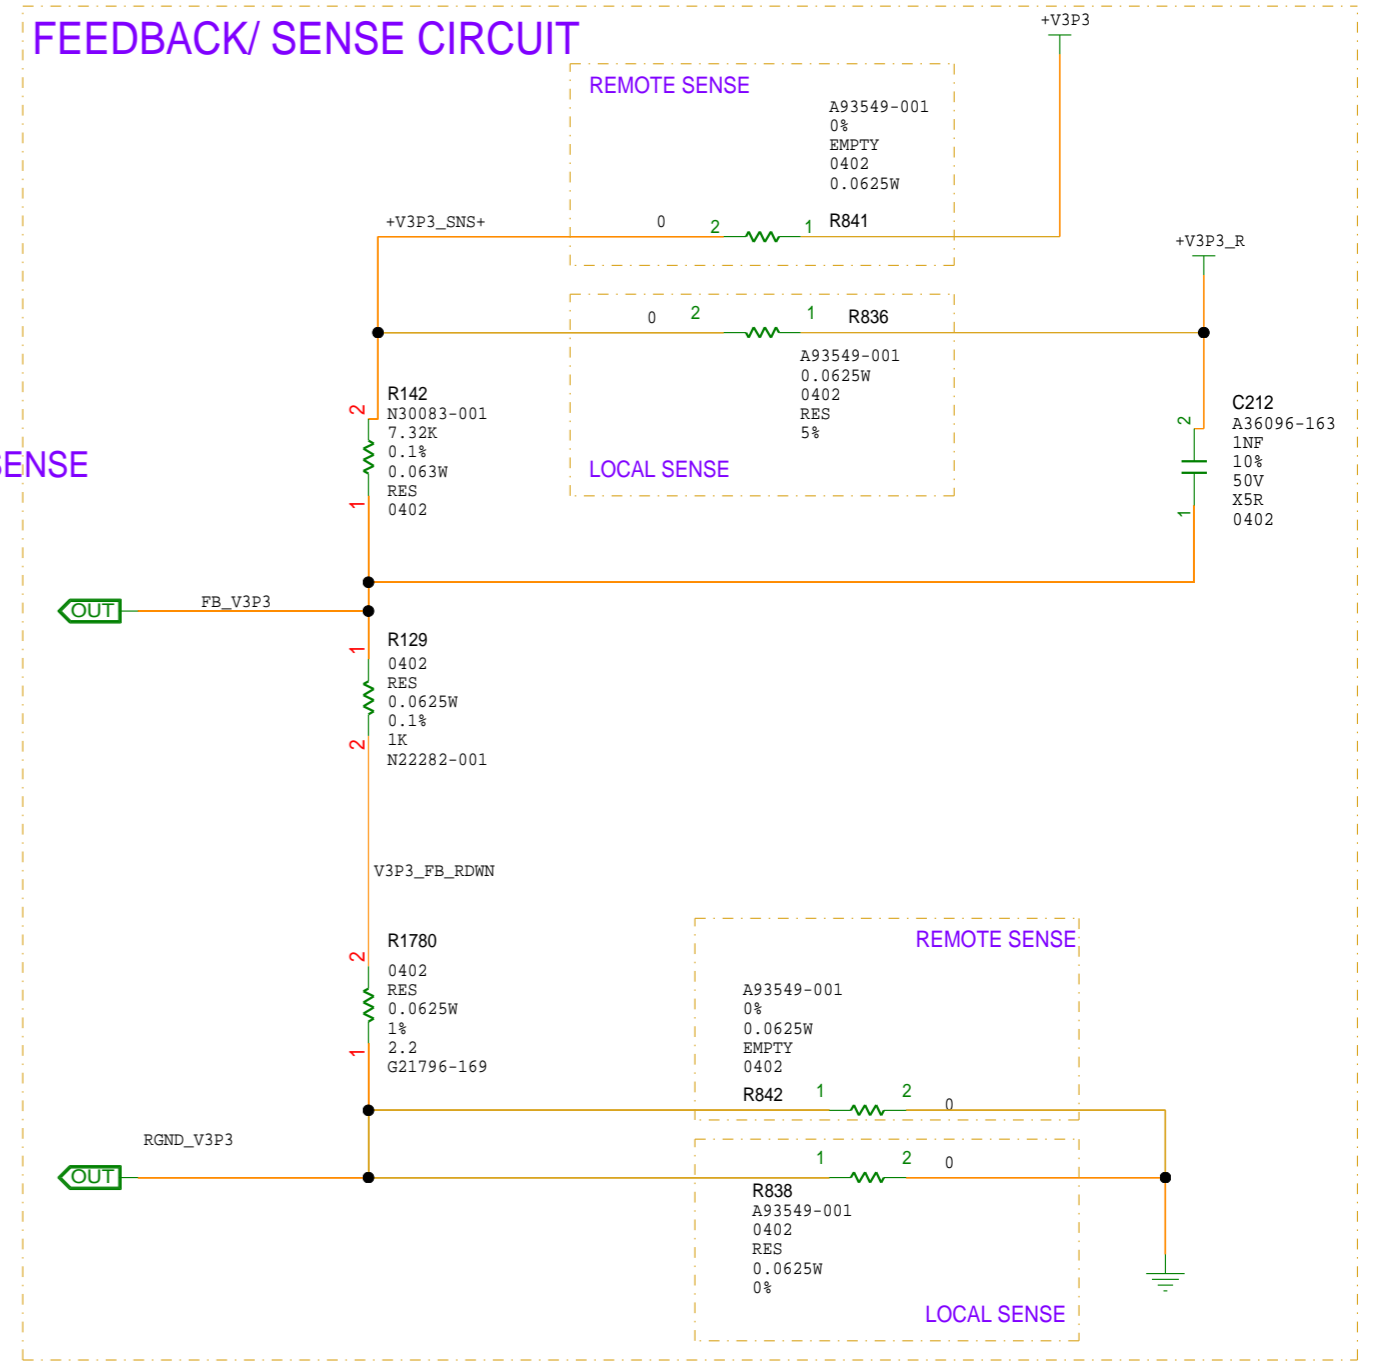 FEEDBACK/ SENSE CIRCUIT
+V3P3
REMOTE SENSE
A93549-001
0%
EMPTY
0402
0.0625W
+V3P3_SNS+
0
2
1
R841
+V3P3_R
0
2
1
R836
A93549-001
0.0625W
0402
RES
5%
LOCAL SENSE
SENSE
R142
2
N30083-001
7.32K
0.1%
0.063W
RES
1
0402
C212
2
A36096-163
1NF
10%
50V
X5R
1
0402
OUT
FB_V3P3
R129
1
0402
RES
0.0625W
0.1%
2
1K
N22282-001
V3P3_FB_RDWN
R1780
2
0402
RES
0.0625W
1%
1
2.2
G21796-169
REMOTE SENSE
A93549-001
0%
0.0625W
EMPTY
0402
R842
1
2
0
RGND_V3P3
OUT
1
2
0
R838
A93549-001
0402
RES
0.0625W
0%
LOCAL SENSE